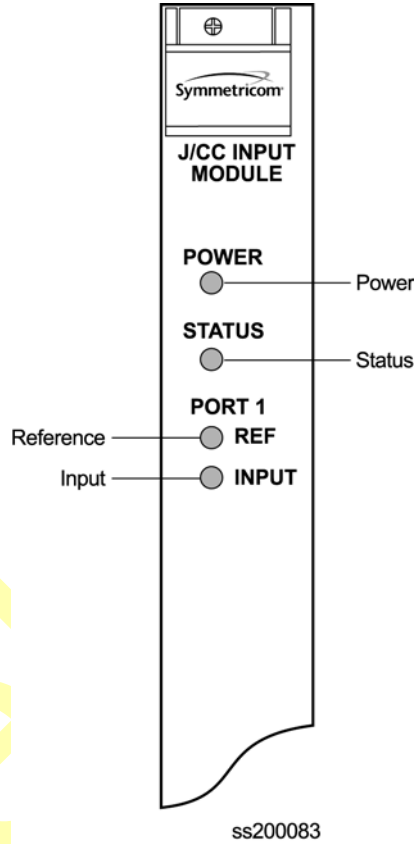 Symmetricom
J/CC INPUT
MODULE
POWER
Power
STATUS
Status
PORT 1
Reference REF
Input INPUT
ss200083